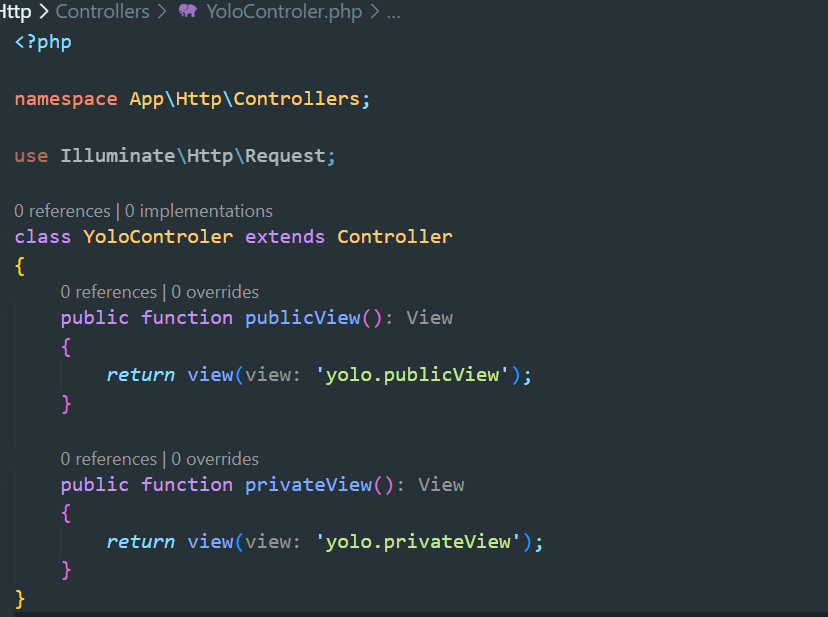 Http > Controllers > YoloControler.php > ...
<?php
namespace App\Http\Controllers;
use Illuminate\Http\Request;
0 references | 0 implementations
class YoloControler extends Controller
{
0 references | 0 overrides
public function publicView(): View
{
return view(view: 'yolo.publicView');
}
0 references | 0 overrides
public function privateView(): View
{
return view(view: 'yolo.privateView');
}
}